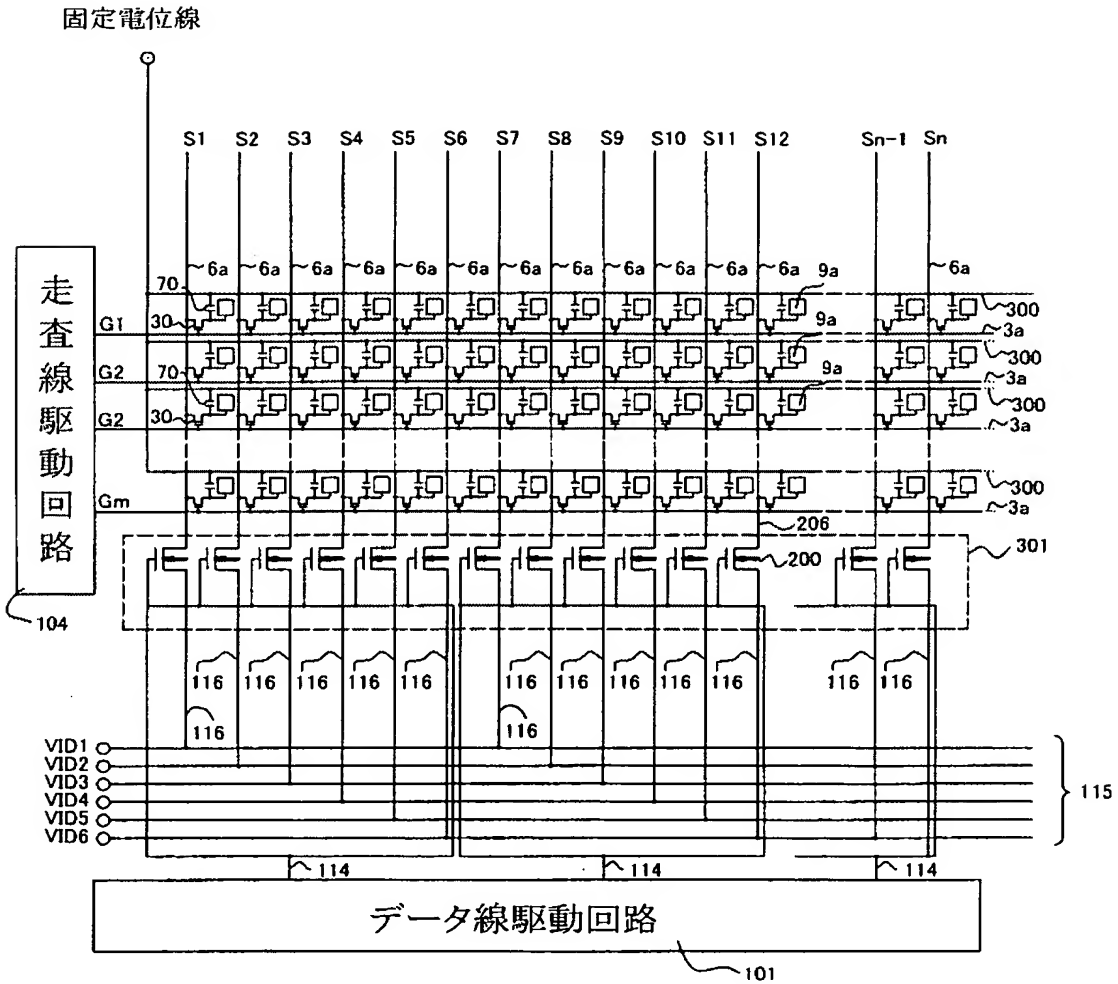 固定電位線
S1 S2 S3 S4 S5 S6 S7 S8 S9 S10 S11 S12 Sn-1 Sn
6a 6a 6a 6a 6a 6a 6a 6a 6a 6a 6a 6a 6a
走査線駆動回路
70
9a
300
30
G1
3a
9a
300
G2
3a
70
9a
300
30
G2
3a
300
Gm
3a
206
301
200
104
116 116 116 116 116 116 116 116 116 116 116 116
116 116
VID1
VID2
VID3
VID4
VID5
VID6
115
114 114 114
データ線駆動回路
101